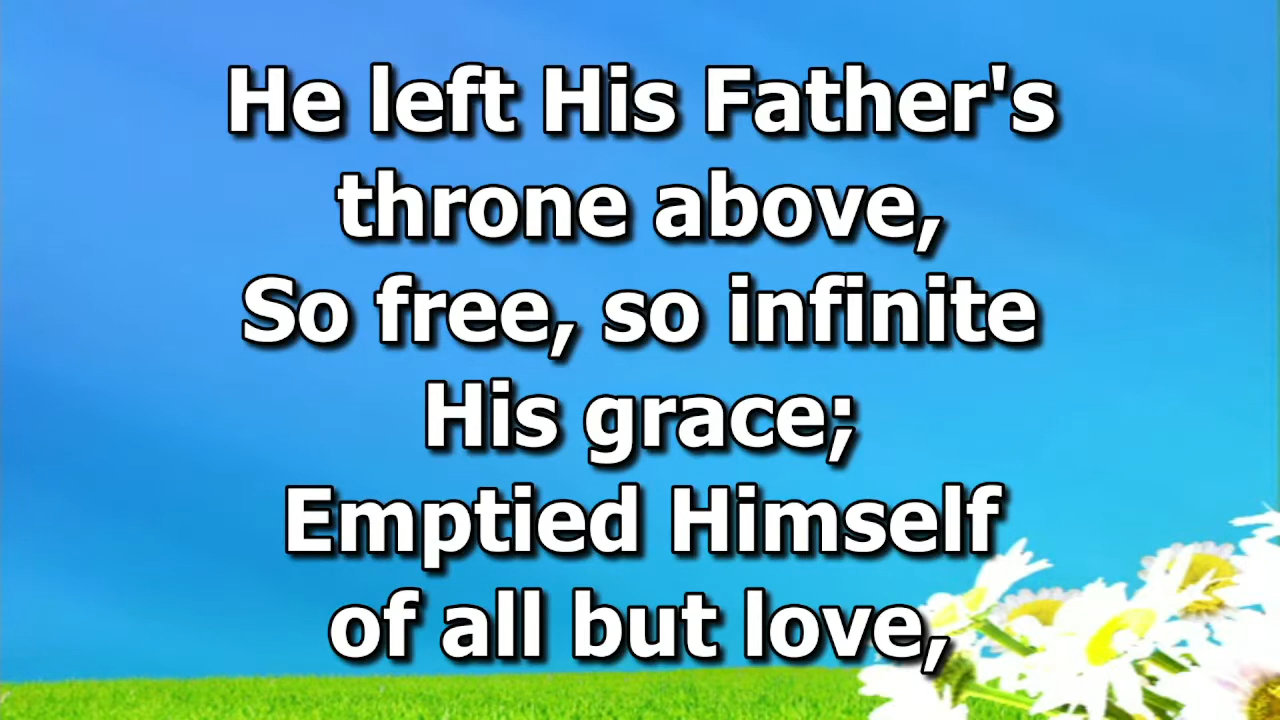 He left His Father's
throne above,
So free, so infinite
His grace;
Emptied Himself
of all but love,